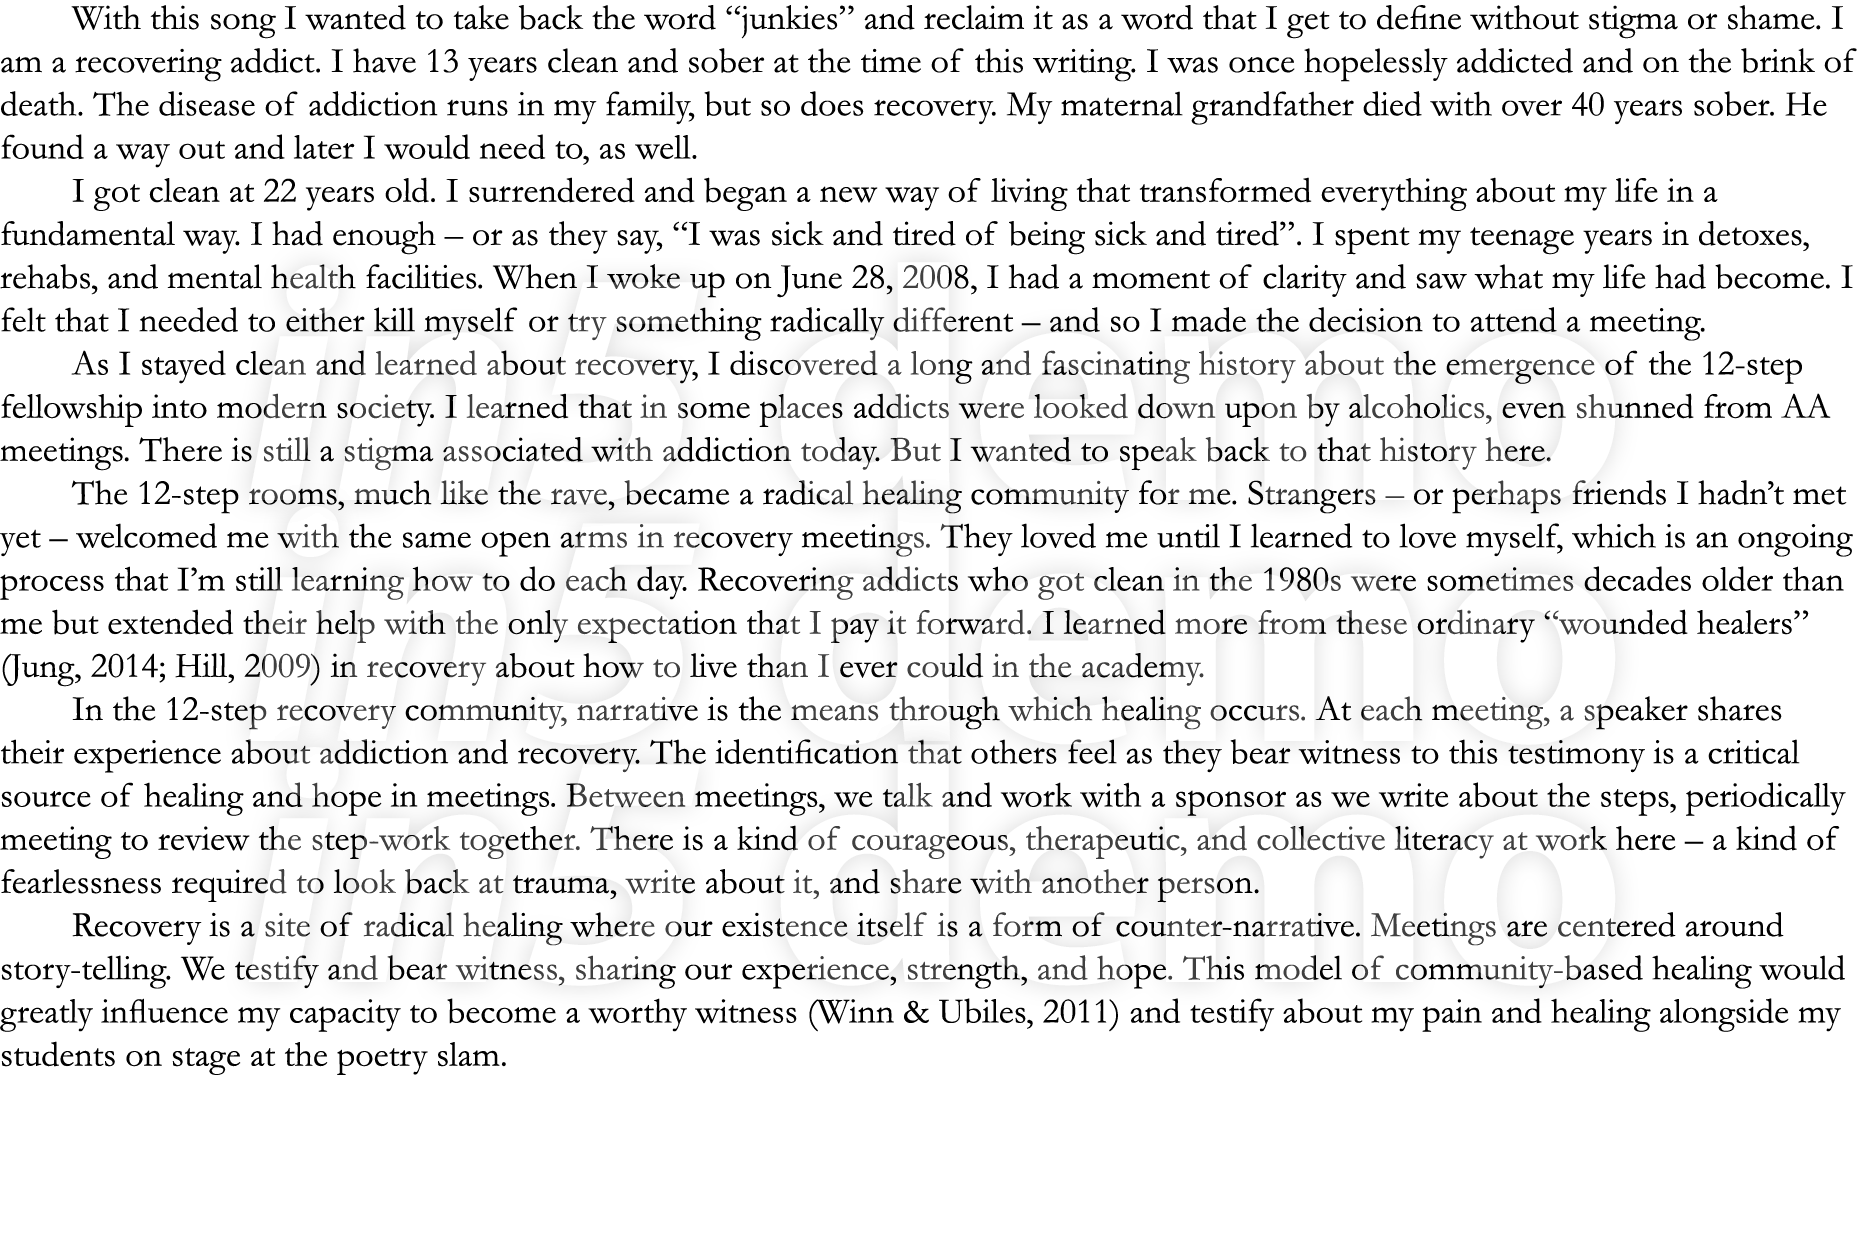 With this song I wanted to take back the word “junkies” and reclaim it as a word that I get to define without stigma or shame. I
am a recovering addict. I have 13 years clean and sober at the time of this writing. I was once hopelessly addicted and on the brink of
death. The disease of addiction runs in my family, but so does recovery. My maternal grandfather died with over 40 years sober. He
found a way out and later I would need to, as well.
I got clean at 22 years old. I surrendered and began a new way of living that transformed everything about my life in a
fundamental way. I had enough – or as they say, “I was sick and tired of being sick and tired”. I spent my teenage years in detoxes,
rehabs, and mental health facilities. When I woke up on June 28, 2008, I had a moment of clarity and saw what my life had become. I
felt that I needed to either kill myself or try something radically different – and so I made the decision to attend a meeting.
As I stayed clean and learned about recovery, I discovered a long and fascinating history about the emergence of the 12-step
fellowship into modern society. I learned that in some places addicts were looked down upon by alcoholics, even shunned from AA
meetings. There is still a stigma associated with addiction today. But I wanted to speak back to that history here.
The 12-step rooms, much like the rave, became a radical healing community for me. Strangers – or perhaps friends I hadn’t met
yet – welcomed me with the same open arms in recovery meetings. They loved me until I learned to love myself, which is an ongoing
process that I’m still learning how to do each day. Recovering addicts who got clean in the 1980s were sometimes decades older than
me but extended their help with the only expectation that I pay it forward. I learned more from these ordinary “wounded healers”
(Jung, 2014; Hill, 2009) in recovery about how to live than I ever could in the academy.
In the 12-step recovery community, narrative is the means through which healing occurs. At each meeting, a speaker shares
their experience about addiction and recovery. The identification that others feel as they bear witness to this testimony is a critical
source of healing and hope in meetings. Between meetings, we talk and work with a sponsor as we write about the steps, periodically
meeting to review the step-work together. There is a kind of courageous, therapeutic, and collective literacy at work here – a kind of
fearlessness required to look back at trauma, write about it, and share with another person.
Recovery is a site of radical healing where our existence itself is a form of counter-narrative. Meetings are centered around
story-telling. We testify and bear witness, sharing our experience, strength, and hope. This model of community-based healing would
greatly influence my capacity to become a worthy witness (Winn & Ubiles, 2011) and testify about my pain and healing alongside my
students on stage at the poetry slam.
in5 demo
in5 demo
in5 demo